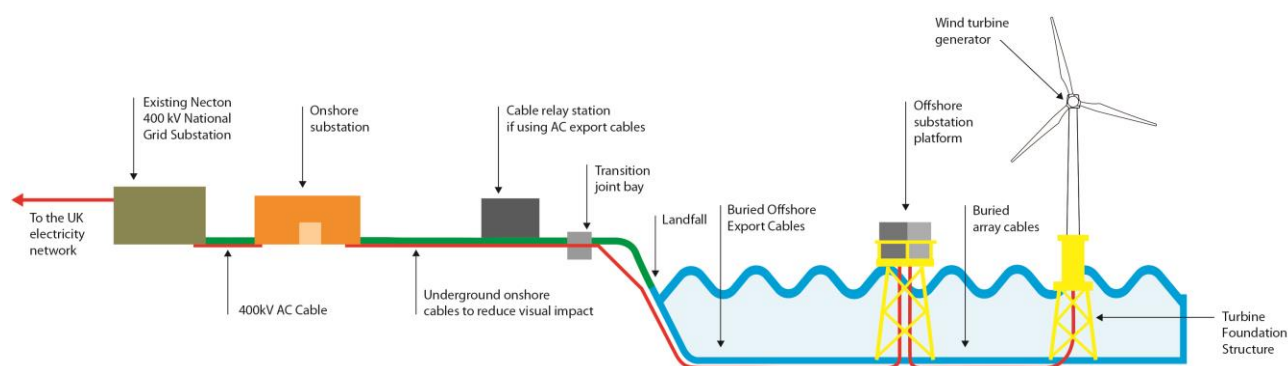 Wind turbine
generator
Existing Necton
400 kV National
Grid Substation
Onshore
substation
Cable relay station
if using AC export cables
Offshore
substation
platform
Transition
joint bay
To the UK
electricity
network
Landfall
Buried Offshore
Export Cables
Buried
array cables
400kV AC Cable
Underground onshore
cables to reduce visual impact
Turbine
Foundation
Structure